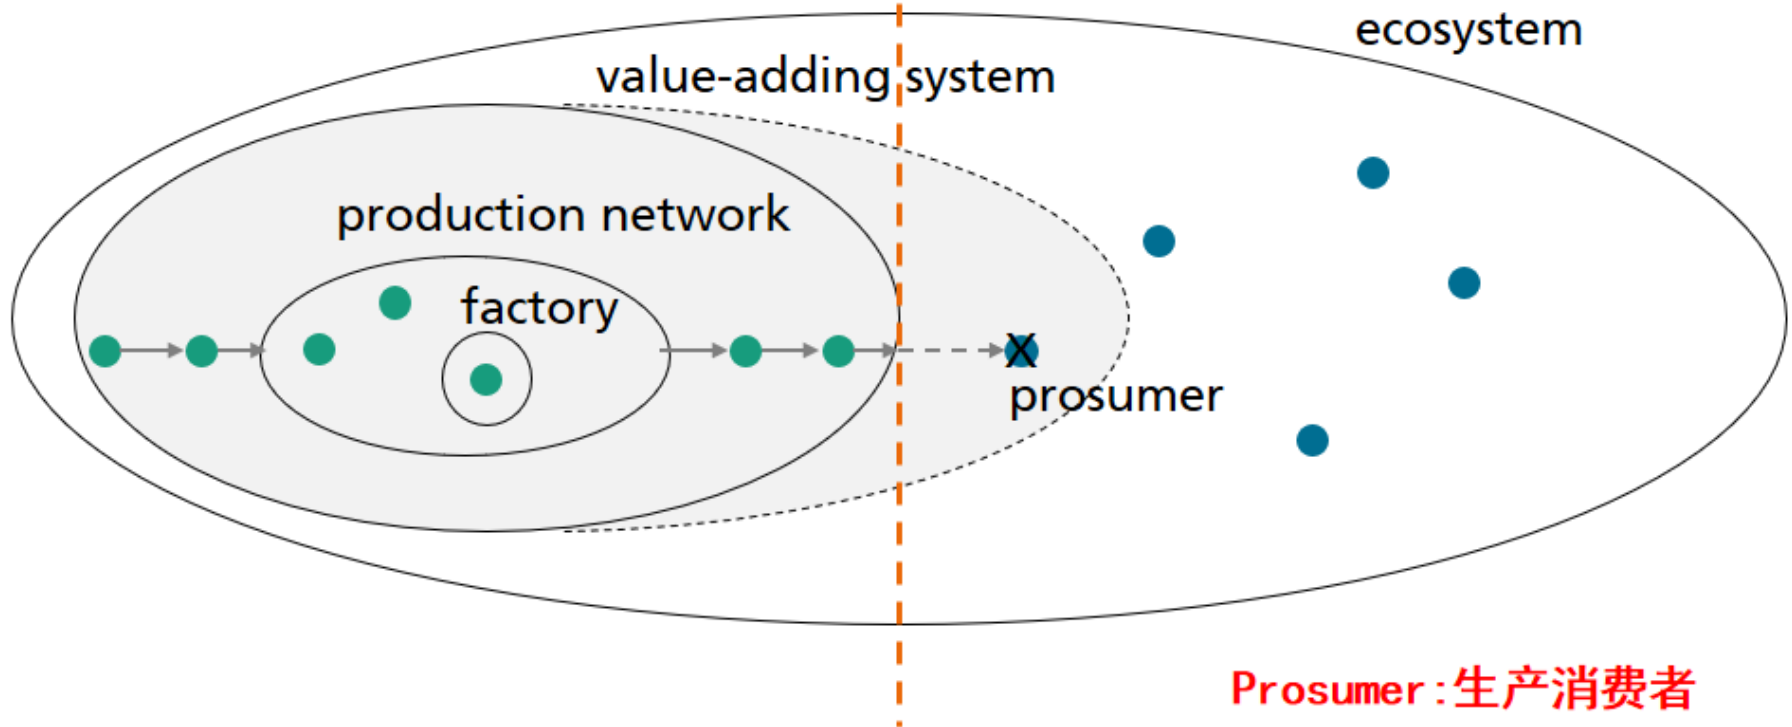 ecosystem
value-adding system
production network
factory
X
prosumer
Prosumer:生产消费者